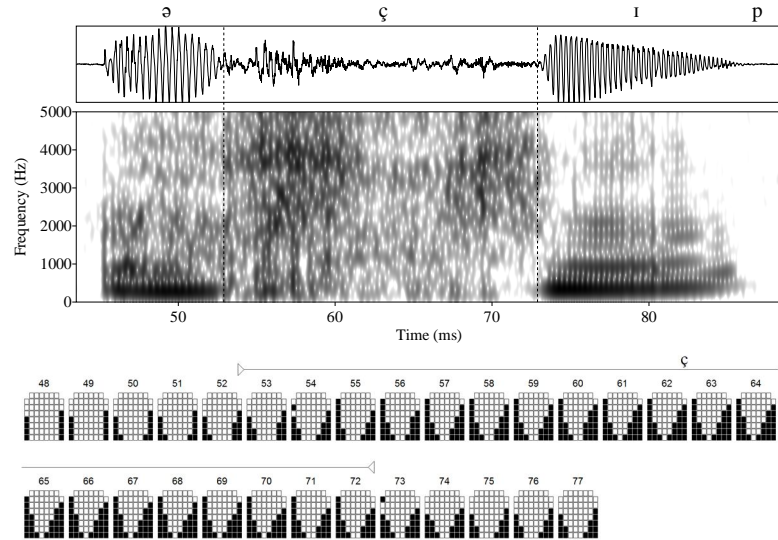 ə ç ɪ p
5000
4000
3000
2000
1000
0
Frequency (Hz)
50 60 70 80
Time (ms)
ç
48 49 50 51 52 53 54 55 56 57 58 59 60 61 62 63 64
65 66 67 68 69 70 71 72 73 74 75 76 77